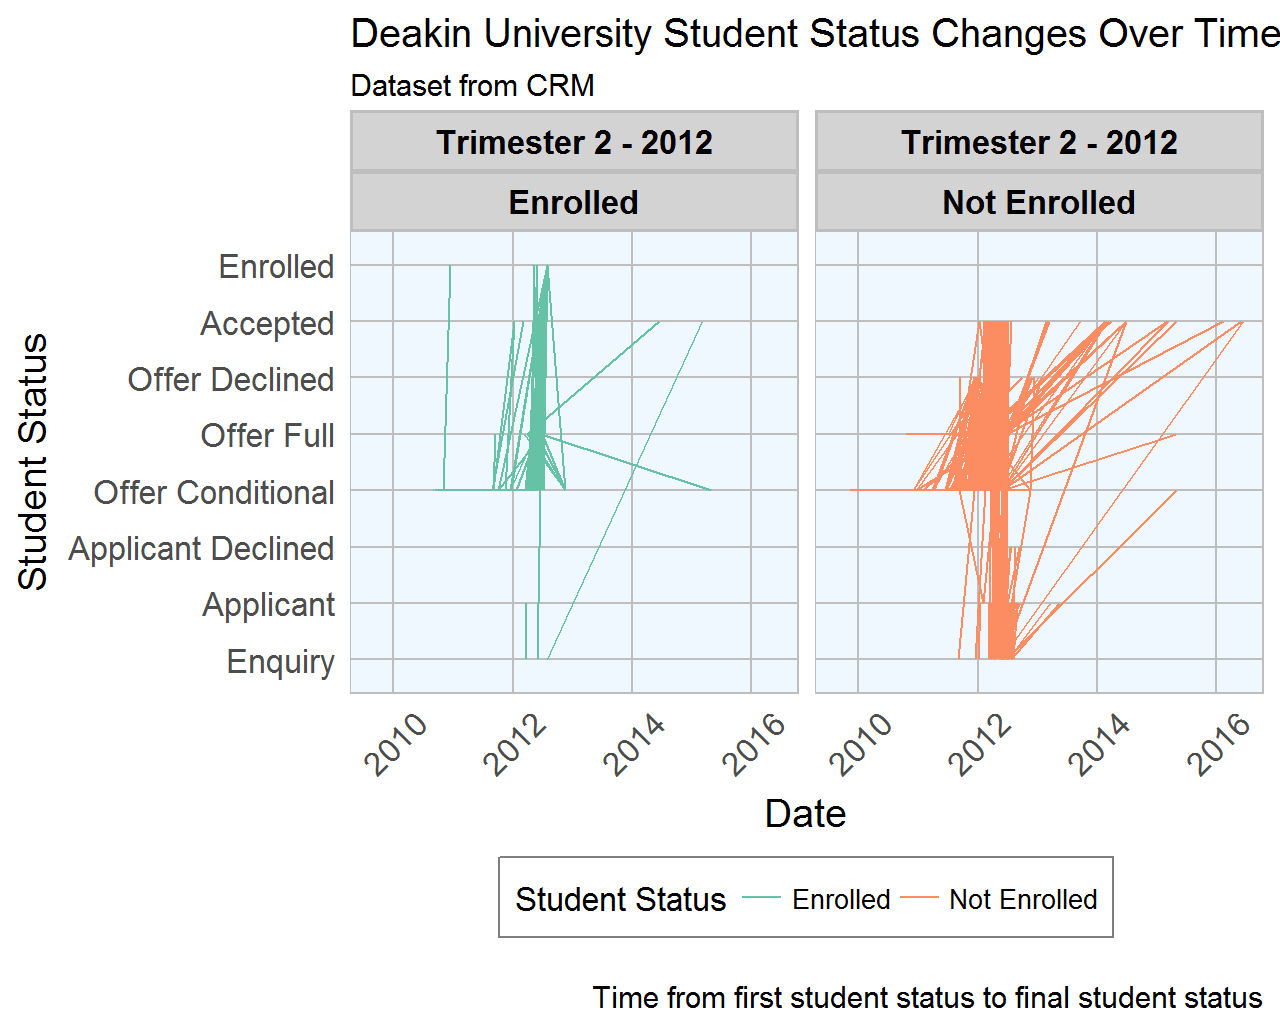 Deakin University Student Status Changes Over Time
Dataset from CRM
Trimester 2 - 2012
Trimester 2 - 2012
Enrolled
Not Enrolled
Student Status
Enrolled
Accepted
Offer Declined
Offer Full
Offer Conditional
Applicant Declined
Applicant
Enquiry
2010
2012
2014
2016
2010
2012
2014
2016
Date
Student Status
Enrolled
Not Enrolled
Time from first student status to final student status